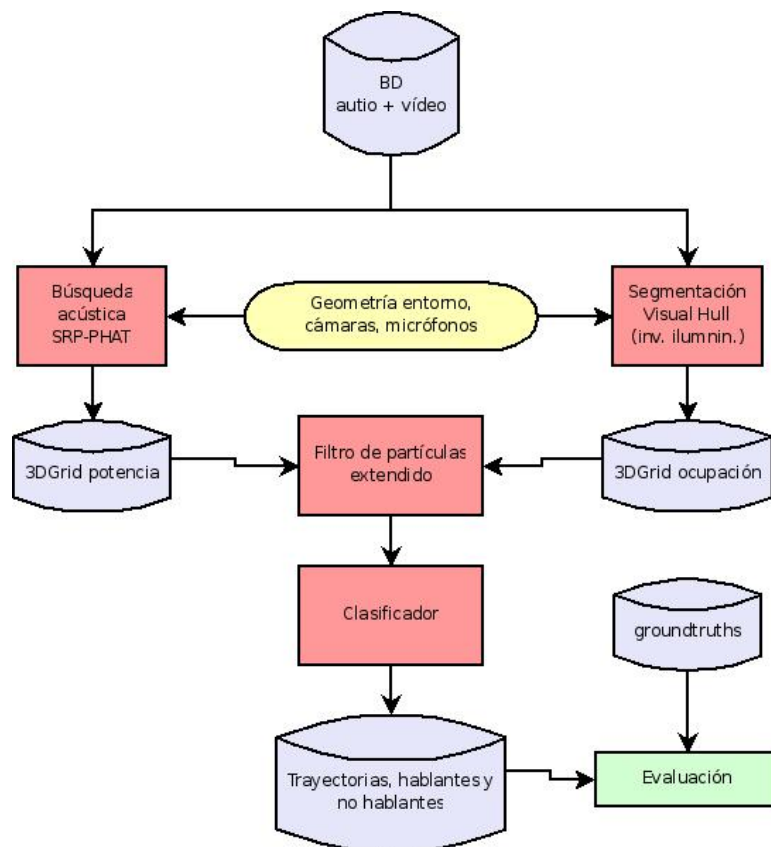 BD
autio + vídeo
Búsqueda
acústica
SRP-PHAT
Geometría entorno,
cámaras, micrófonos
Segmentación
Visual Hull
(inv. ilumnin.)
3DGrid potencia
Filtro de partículas
extendido
3DGrid ocupación
Clasificador
groundtruths
Trayectorias, hablantes y
no hablantes
Evaluación